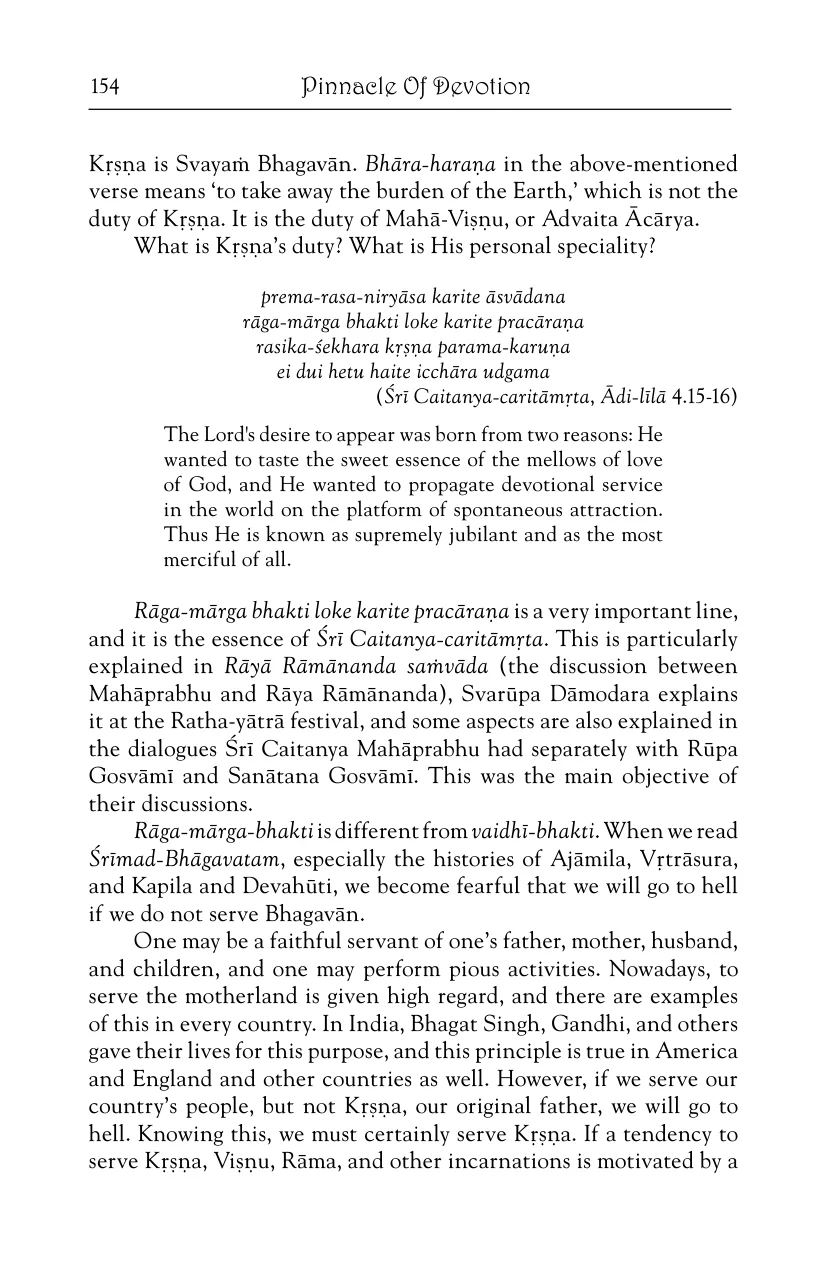 154 Pinnacle Of Devotion
Kṛṣṇa is Svayaṁ Bhagavān. Bhāra-haraṇa in the above-mentioned
verse means ‘to take away the burden of the Earth,’ which is not the
duty of Kṛṣṇa. It is the duty of Mahā-Viṣṇu, or Advaita Ācārya.
What is Kṛṣṇa’s duty? What is His personal speciality?
prema-rasa-niryāsa karite āsvādana
rāga-mārga bhakti loke karite pracāraṇa
rasika-śekhara kṛṣṇa parama-karuṇa
ei dui hetu haite icchāra udgama
(Śrī Caitanya-caritāmṛta, Ādi-līlā 4.15-16)
The Lord's desire to appear was born from two reasons: He
wanted to taste the sweet essence of the mellows of love
of God, and He wanted to propagate devotional service
in the world on the platform of spontaneous attraction.
Thus He is known as supremely jubilant and as the most
merciful of all.
Rāga-mārga bhakti loke karite pracāraṇa is a very important line,
and it is the essence of Śrī Caitanya-caritāmṛta. This is particularly
explained in Rāyā Rāmānanda saṁvāda (the discussion between
Mahāprabhu and Rāya Rāmānanda), Svarūpa Dāmodara explains
it at the Ratha-yātrā festival, and some aspects are also explained in
the dialogues Śrī Caitanya Mahāprabhu had separately with Rūpa
Gosvāmī and Sanātana Gosvāmī. This was the main objective of
their discussions.
Rāga-mārga-bhakti is different from vaidhī-bhakti. When we read
Śrīmad-Bhāgavatam, especially the histories of Ajāmila, Vṛtrāsura,
and Kapila and Devahūti, we become fearful that we will go to hell
if we do not serve Bhagavān.
One may be a faithful servant of one’s father, mother, husband,
and children, and one may perform pious activities. Nowadays, to
serve the motherland is given high regard, and there are examples
of this in every country. In India, Bhagat Singh, Gandhi, and others
gave their lives for this purpose, and this principle is true in America
and England and other countries as well. However, if we serve our
country’s people, but not Kṛṣṇa, our original father, we will go to
hell. Knowing this, we must certainly serve Kṛṣṇa. If a tendency to
serve Kṛṣṇa, Viṣṇu, Rāma, and other incarnations is motivated by a